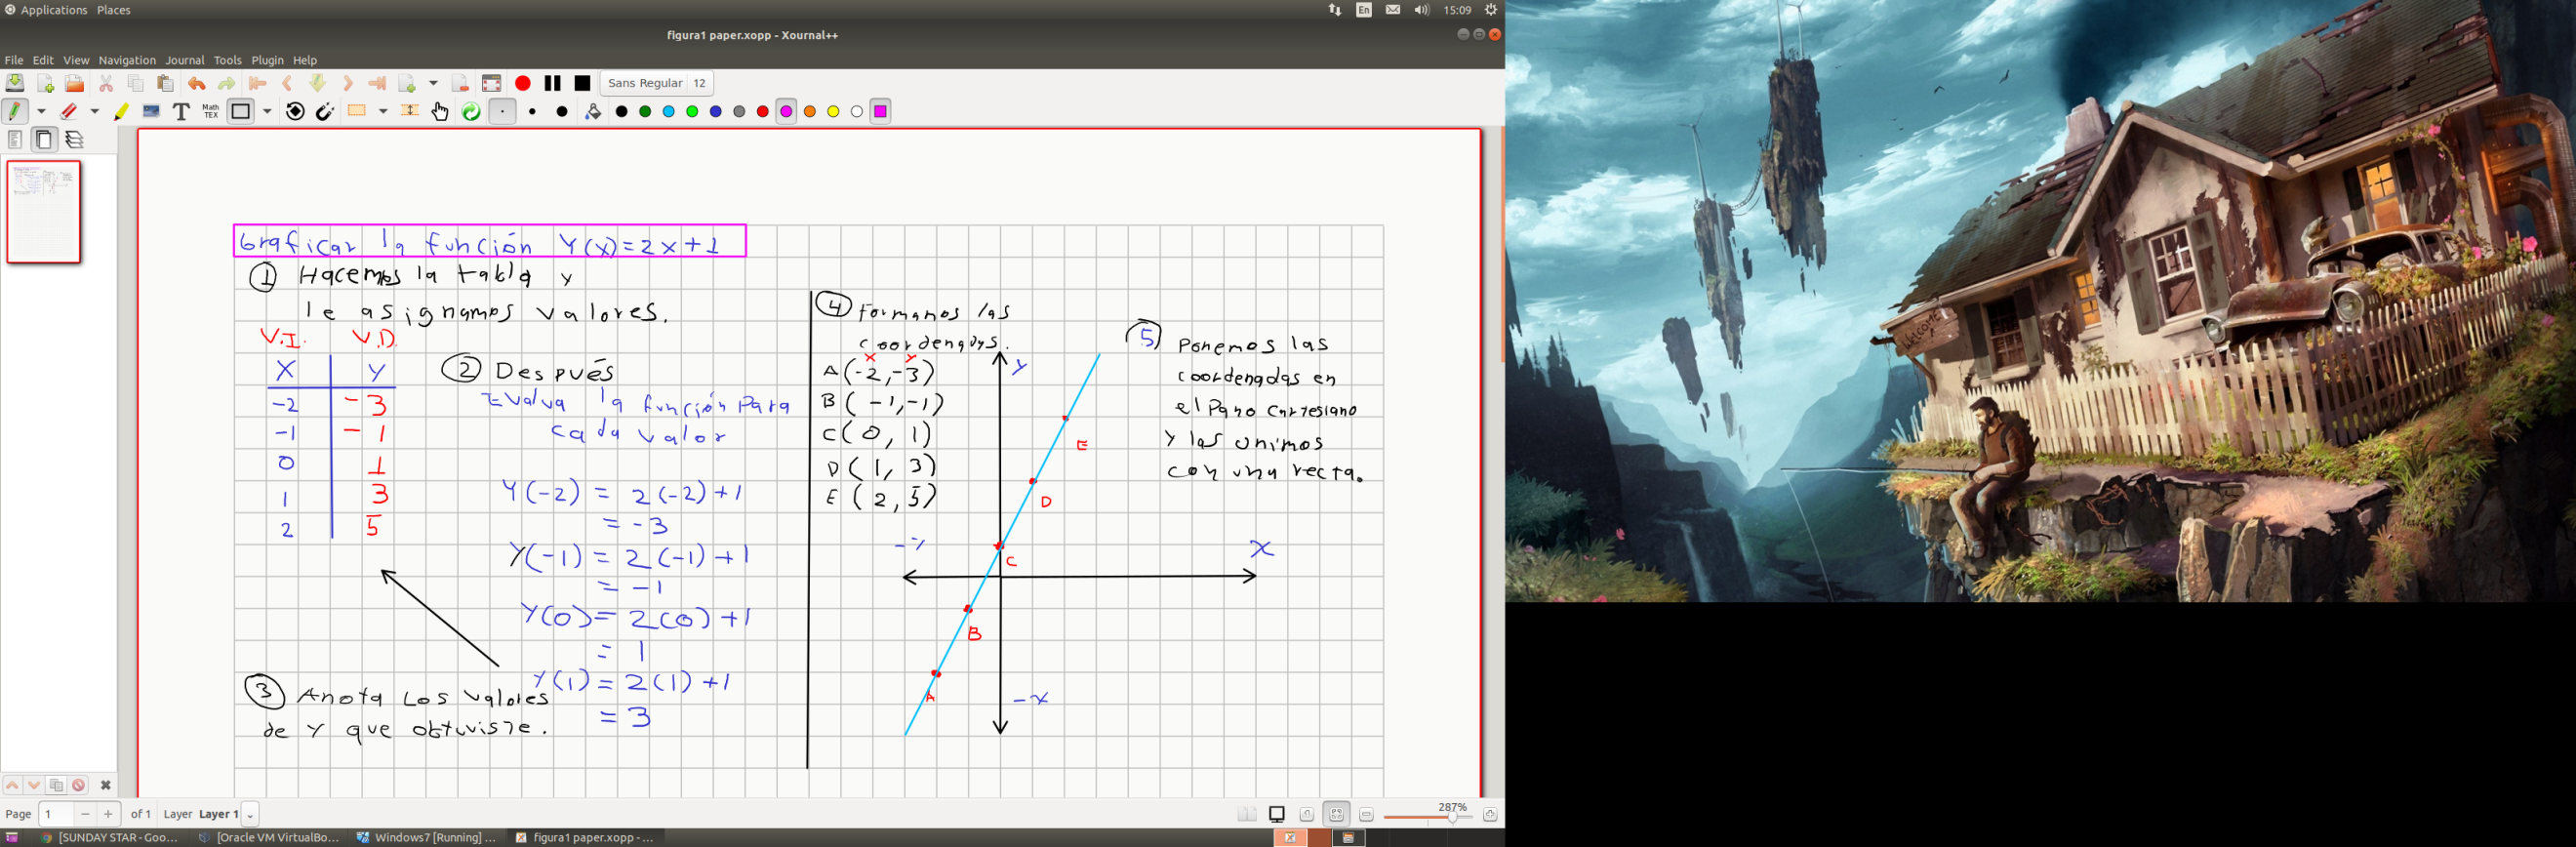 Applications Places
En 15:09
figura1 paper.xopp - Xournal++
File Edit View Navigation Journal Tools Plugin Help
Sans Regular 12
Math
TEX
Graficar la función Y(x)=2x+1
1 Hacemos la tabla y
le asignamos valores.
V.I. V.D.
X Y
-2 -3
-1 -1
0 1
1 3
2 5
2 Después
Evalua la función para
cada valor
Y(-2) = 2(-2)+1
= -3
Y(-1) = 2(-1)+1
= -1
Y(0)= 2(0)+1
= 1
Y(1)= 2(1)+1
= 3
3 Anota Los valores
de Y que obtuviste.
4 Formamos las
coordenadas.
x y
A(-2,-3)
B(-1,-1)
C(0, 1)
D(1, 3)
E(2,5)
Y
E
D
C
X
B
A
-x
5 Ponemos las
coordenadas en
el Pano Cartesiano
Y las unimos
con una recta.
Welcome
Page 1 of 1 Layer Layer 1
287%
[SUNDAY STAR - Goo... [Oracle VM VirtualBo... Windows7 [Running] ... figura1 paper.xopp - ...